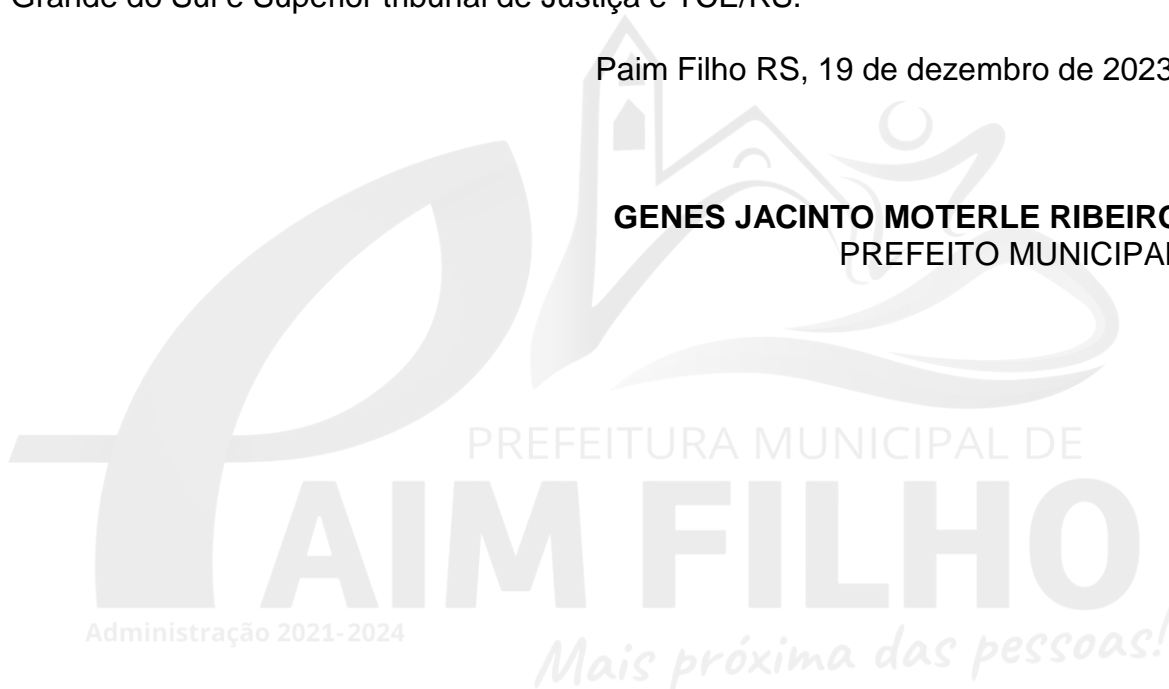 Grande do Sul e Superior tribunal de Justiça e TCE/RS.
Paim Filho RS, 19 de dezembro de 2023
GENES JACINTO MOTERLE RIBEIRO
PREFEITO MUNICIPAL
PREFEITURA MUNICIPAL DE
PAIM FILHO
Administração 2021-2024
Mais próxima das pessoas!